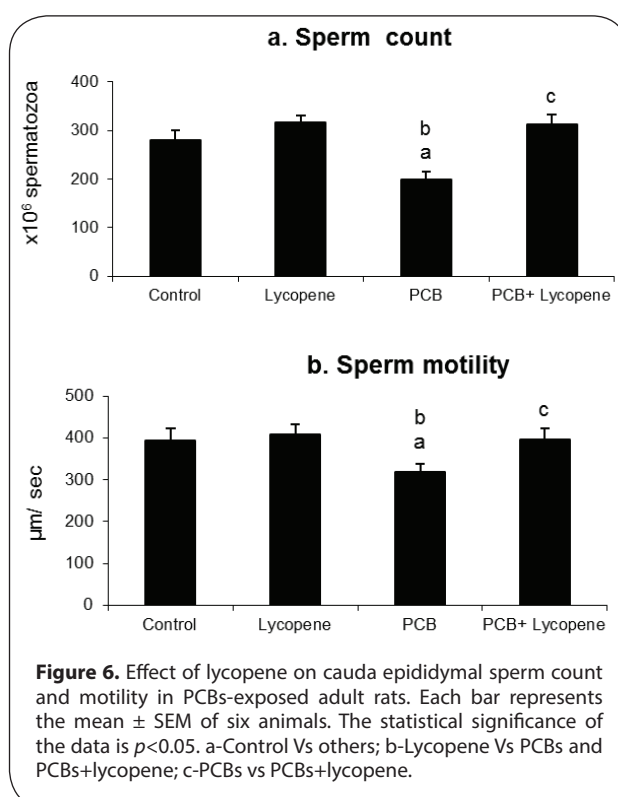 a. Sperm count
x10⁶ spermatozoa
400
300
200
100
0
b
a
c
Control Lycopene PCB PCB+ Lycopene
b. Sperm motility
µm/ sec
500
400
300
200
100
0
b
a
c
Control Lycopene PCB PCB+ Lycopene
Figure 6. Effect of lycopene on cauda epididymal sperm count
and motility in PCBs-exposed adult rats. Each bar represents
the mean ± SEM of six animals. The statistical significance of
the data is p<0.05. a-Control Vs others; b-Lycopene Vs PCBs and
PCBs+lycopene; c-PCBs vs PCBs+lycopene.